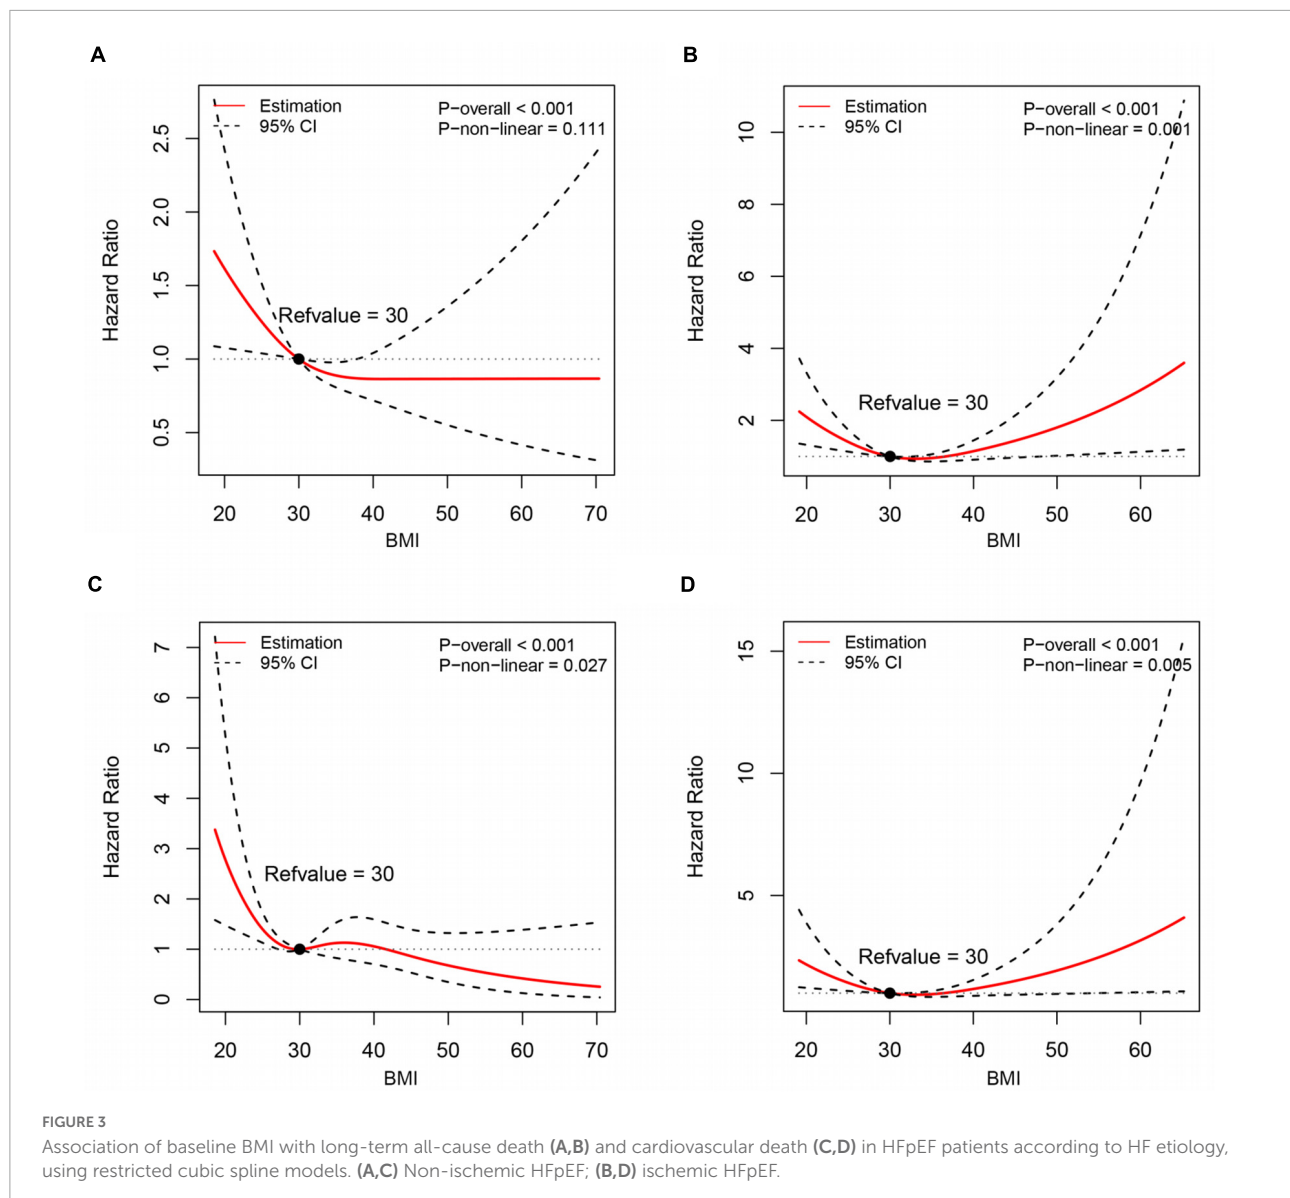 A
Estimation
95% CI
P-overall < 0.001
P-non-linear = 0.111
Refvalue = 30
Hazard Ratio
0.5 1.0 1.5 2.0 2.5
20 30 40 50 60 70
BMI
B
Estimation
95% CI
P-overall < 0.001
P-non-linear = 0.001
Refvalue = 30
Hazard Ratio
2 4 6 8 10
20 30 40 50 60
BMI
C
Estimation
95% CI
P-overall < 0.001
P-non-linear = 0.027
Refvalue = 30
Hazard Ratio
0 1 2 3 4 5 6 7
20 30 40 50 60 70
BMI
D
Estimation
95% CI
P-overall < 0.001
P-non-linear = 0.005
Refvalue = 30
Hazard Ratio
5 10 15
20 30 40 50 60
BMI
FIGURE 3
Association of baseline BMI with long-term all-cause death (A,B) and cardiovascular death (C,D) in HFpEF patients according to HF etiology,
using restricted cubic spline models. (A,C) Non-ischemic HFpEF; (B,D) ischemic HFpEF.